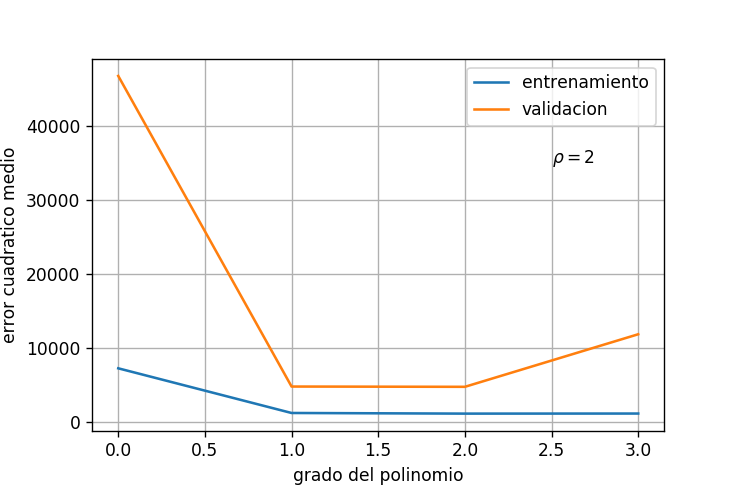 entrenamiento
validacion
ρ = 2
40000
30000
20000
10000
0
error cuadratico medio
0.0 0.5 1.0 1.5 2.0 2.5 3.0
grado del polinomio